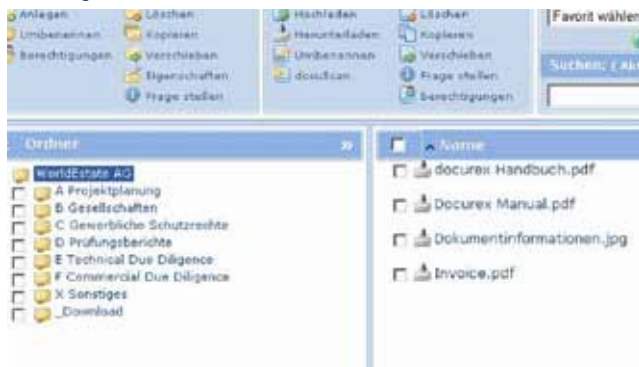 Anlegen Löschen Hochladen Löschen Favorit wählen
Umbenennen Kopieren Herunterladen Kopieren
Berechtigungen Verschieben Umbenennen Verschieben
Eigenschaften docuScan Frage stellen
Frage stellen Berechtigungen
Suchen:
Ordner »
WorldEstate AG
A Projektplanung
B Gesellschaften
C Gewerbliche Schutzrechte
D Prüfungsberichte
E Technical Due Diligence
F Commercial Due Diligence
X Sonstiges
_Download
Name
docurex Handbuch.pdf
Docurex Manual.pdf
Dokumentinformationen.jpg
Invoice.pdf